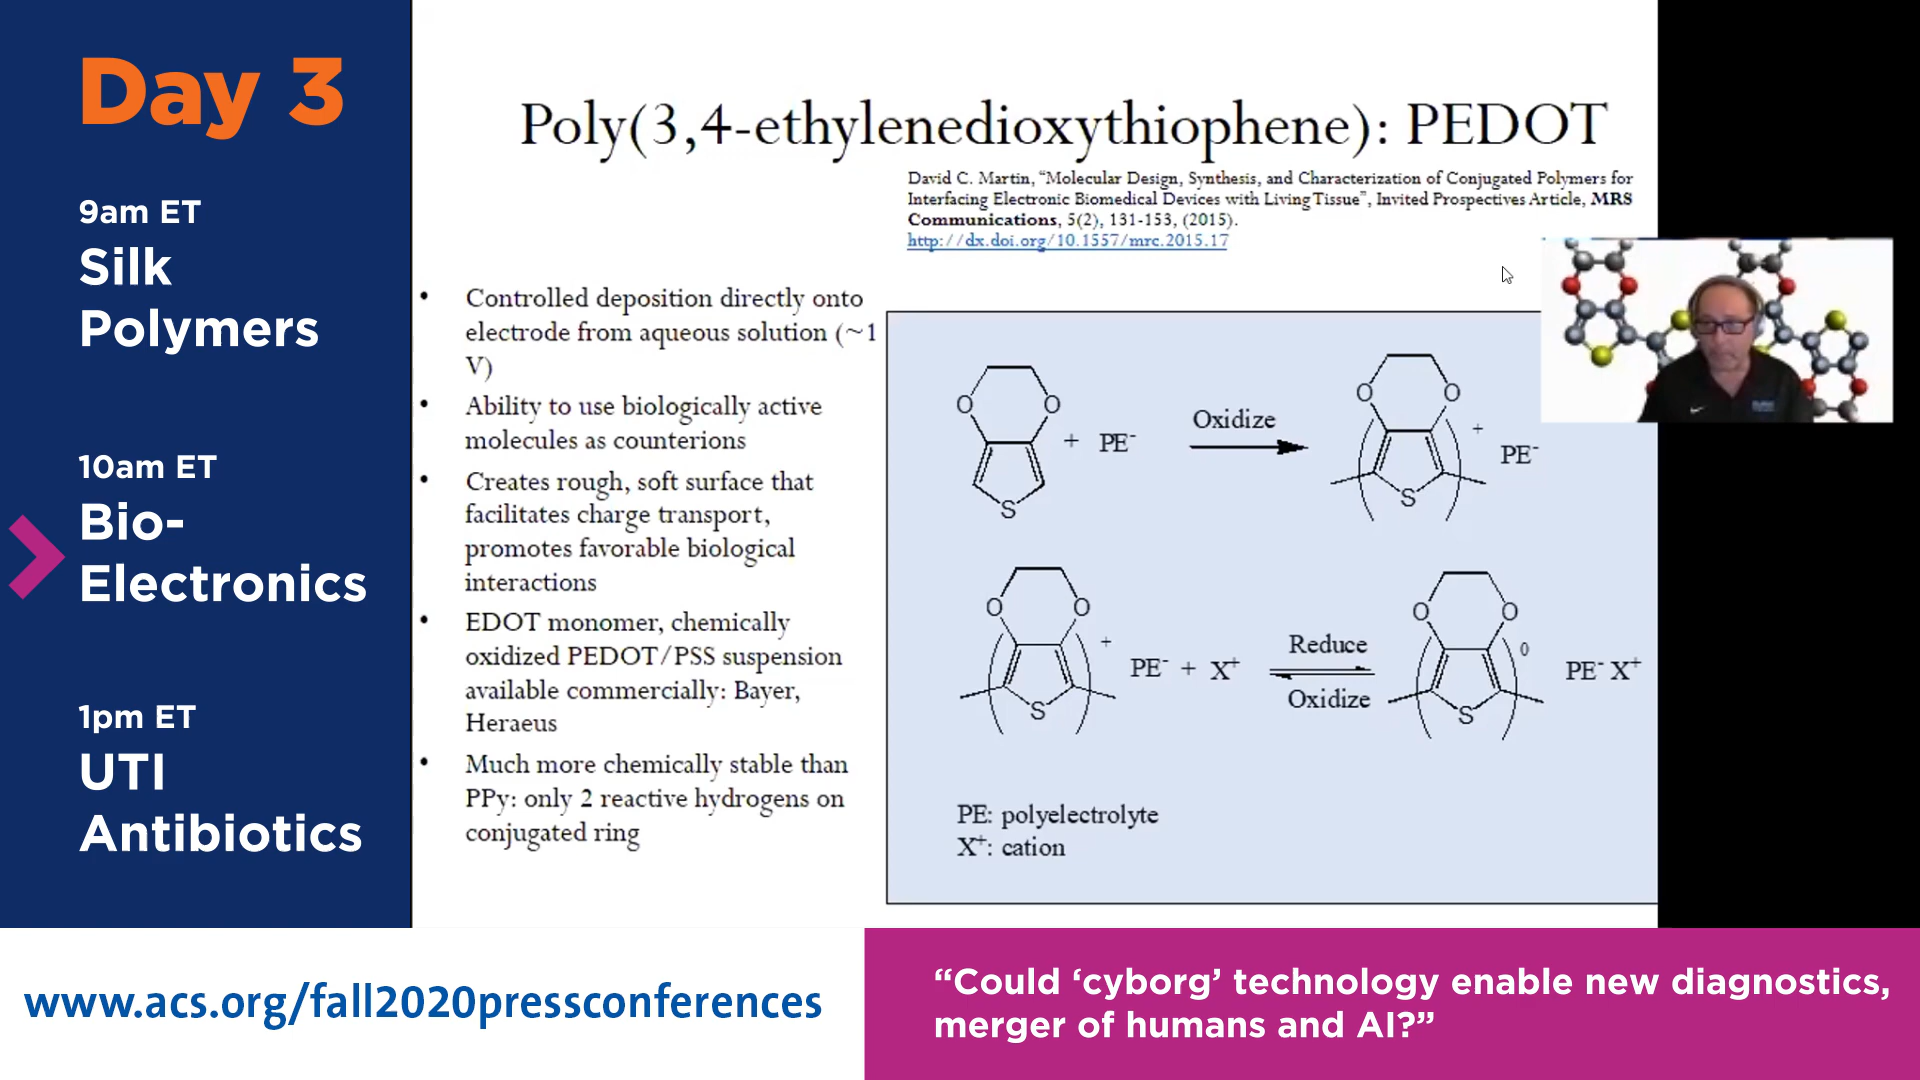 Day 3
9am ET
Silk
Polymers
10am ET
Bio-
Electronics
1pm ET
UTI
Antibiotics
Poly(3,4-ethylenedioxythiophene): PEDOT
David C. Martin, “Molecular Design, Synthesis, and Characterization of Conjugated Polymers for
Interfacing Electronic Biomedical Devices with Living Tissue”, Invited Prospectives Article, MRS
Communications, 5(2), 131-153, (2015).
http://dx.doi.org/10.1557/mrc.2015.17
• Controlled deposition directly onto
electrode from aqueous solution (~1
V)
• Ability to use biologically active
molecules as counterions
• Creates rough, soft surface that
facilitates charge transport,
promotes favorable biological
interactions
• EDOT monomer, chemically
oxidized PEDOT/PSS suspension
available commercially: Bayer,
Heraeus
• Much more chemically stable than
PPy: only 2 reactive hydrogens on
conjugated ring
O O S + PE⁻ Oxidize O O S + PE⁻
O O S + PE⁻ + X⁺ Reduce Oxidize O O S 0 PE⁻ X⁺
PE: polyelectrolyte
X⁺: cation
www.acs.org/fall2020pressconferences
“Could ‘cyborg’ technology enable new diagnostics,
merger of humans and AI?”